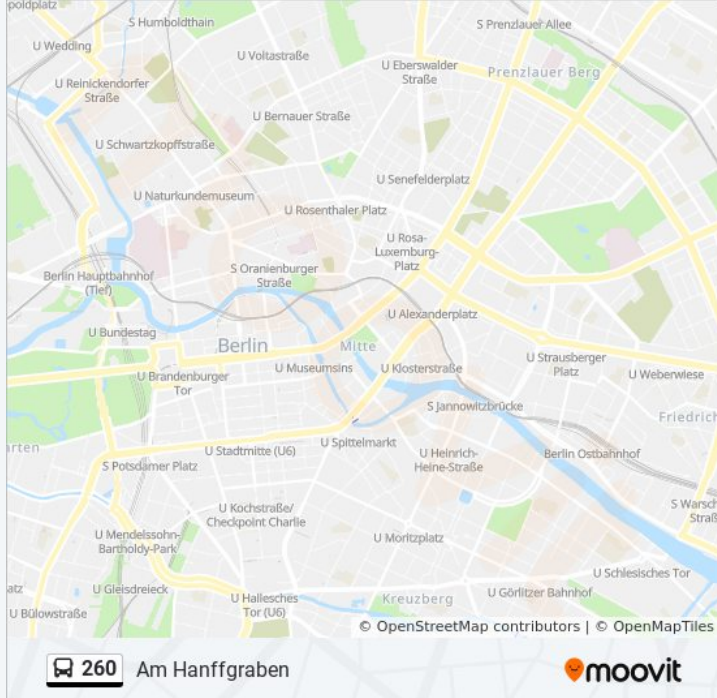 poldplatz
S Humboldthain
S Prenzlauer Allee
U Wedding
U Voltastraße
U Eberswalder
Straße
Prenzlauer Berg
U Reinickendorfer
Straße
U Bernauer Straße
U Schwartzkopffstraße
U Senefelderplatz
U Naturkundemuseum
U Rosenthaler Platz
U Rosa-
Luxemburg-
Platz
S Oranienburger
Straße
Berlin Hauptbahnhof
(Tief)
U Alexanderplatz
U Bundestag
Berlin
Mitte
U Strausberger
Platz
U Museumsins
U Klosterstraße
U Weberwiese
U Brandenburger
Tor
S Jannowitzbrücke
Friedrich
arten
U Spittelmarkt
U Stadtmitte (U6)
U Heinrich-
Heine-Straße
Berlin Ostbahnhof
S Potsdamer Platz
S Warsch
Straß
U Kochstraße/
Checkpoint Charlie
U Mendelssohn-
Bartholdy-Park
U Moritzplatz
U Schlesisches Tor
atz
U Gleisdreieck
U Görlitzer Bahnhof
U Hallesches
Tor (U6)
Kreuzberg
U Bülowstraße
© OpenStreetMap contributors | © OpenMapTiles
260 Am Hanffgraben
moovit